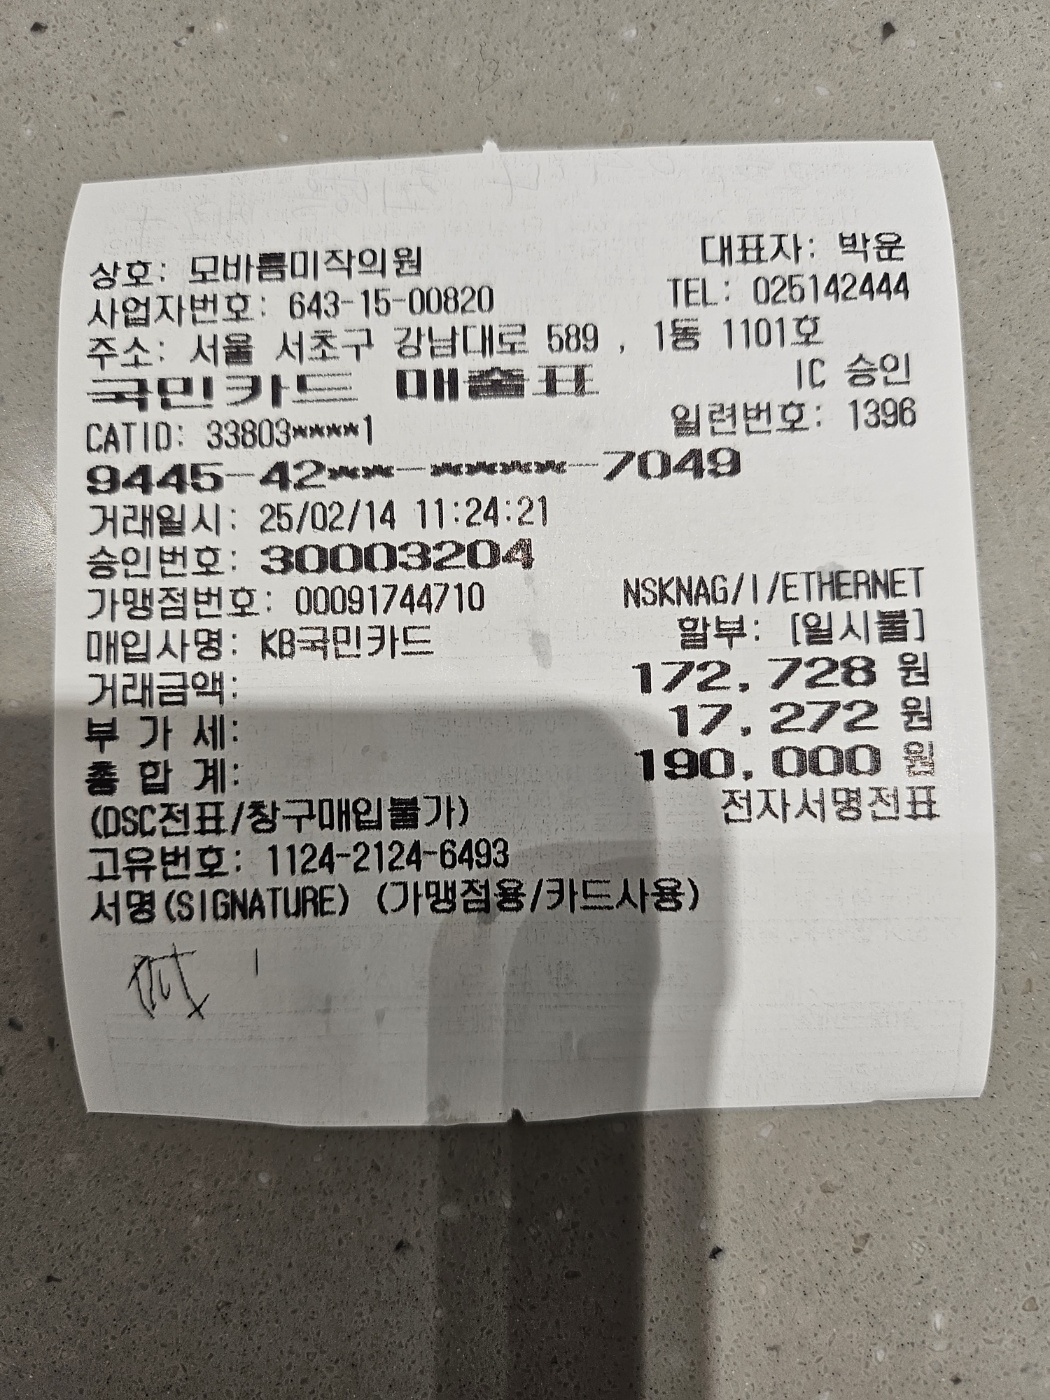 상호: 모바름미작의원 대표자: 박운
사업자번호: 643-15-00820 TEL: 025142444
주소: 서울 서초구 강남대로 589 , 1동 1101호
국민카드 매출표 IC 승인
CATID: 33803****1 일련번호: 1396
9445-42**-****-7049
거래일시: 25/02/14 11:24:21
승인번호: 30003204
가맹점번호: 00091744710 NSKNAG/I/ETHERNET
매입사명: KB국민카드 할부: [일시불]
거래금액: 172,728 원
부 가 세: 17,272 원
총 합 계: 190,000 원
(DSC전표/창구매입불가) 전자서명전표
고유번호: 1124-2124-6493
서명(SIGNATURE) (가맹점용/카드사용)